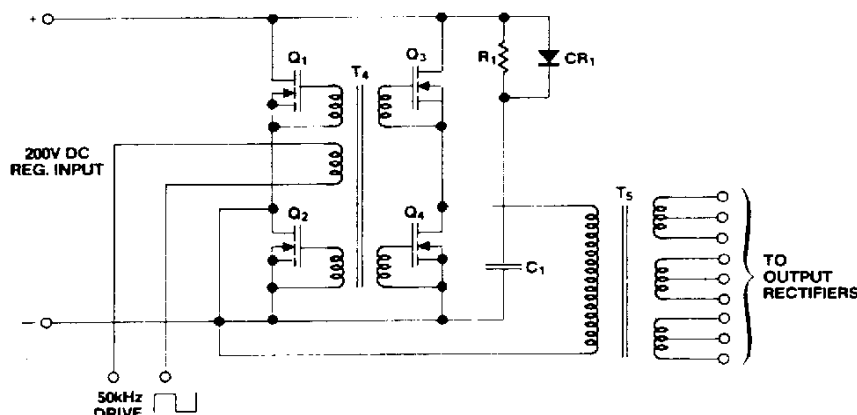 +
Q1
Q3
R1
CR1
T4
200V DC
REG. INPUT
Q2
Q4
T5
C1
TO
OUTPUT
RECTIFIERS
−
50kHz
DRIVE